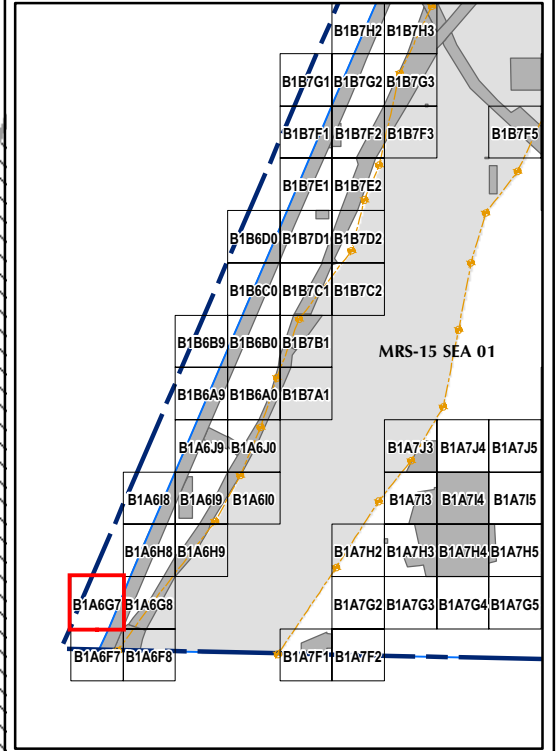 B1B7H2 B1B7H3
B1B7G1 B1B7G2 B1B7G3
B1B7F1 B1B7F2 B1B7F3 B1B7F5
B1B7E1 B1B7E2
B1B6D0 B1B7D1 B1B7D2
B1B6C0 B1B7C1 B1B7C2
B1B6B9 B1B6B0 B1B7B1
MRS-15 SEA 01
B1B6A9 B1B6A0 B1B7A1
B1A6J9 B1A6J0 B1A7J3 B1A7J4 B1A7J5
B1A6I8 B1A6I9 B1A6I0 B1A7I3 B1A7I4 B1A7I5
B1A6H8 B1A6H9 B1A7H2 B1A7H3 B1A7H4 B1A7H5
B1A6G7 B1A6G8 B1A7G2 B1A7G3 B1A7G4 B1A7G5
B1A6F7 B1A6F8 B1A7F1 B1A7F2